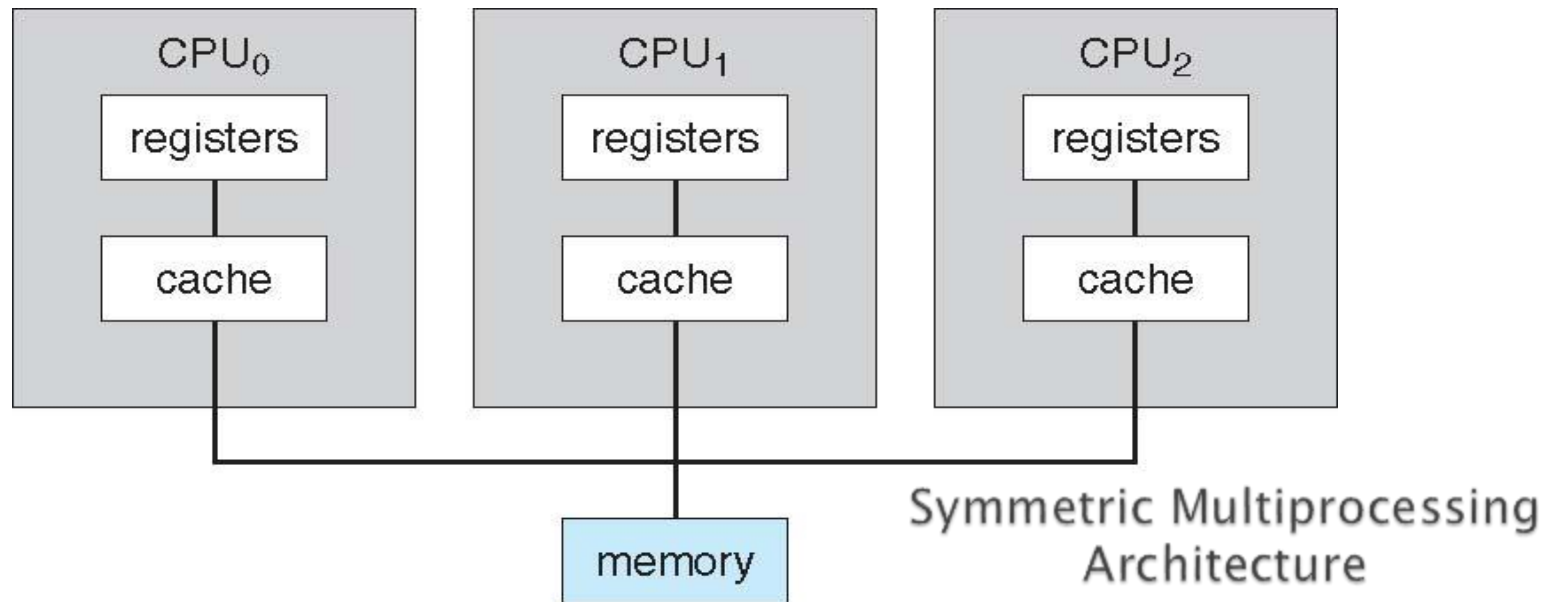 CPU₀
registers
cache
CPU₁
registers
cache
CPU₂
registers
cache
memory
Symmetric Multiprocessing
Architecture